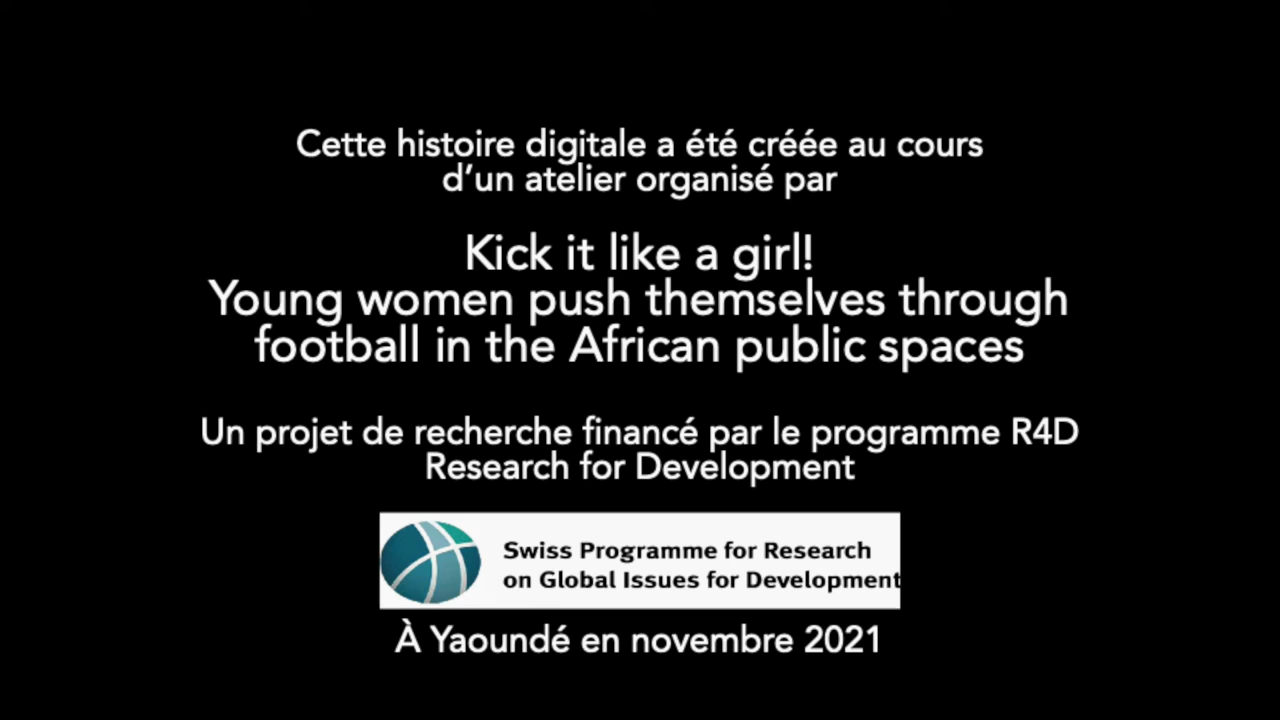 Cette histoire digitale a été créée au cours
d’un atelier organisé par
Kick it like a girl!
Young women push themselves through
football in the African public spaces
Un projet de recherche financé par le programme R4D
Research for Development
Swiss Programme for Research
on Global Issues for Development
À Yaoundé en novembre 2021